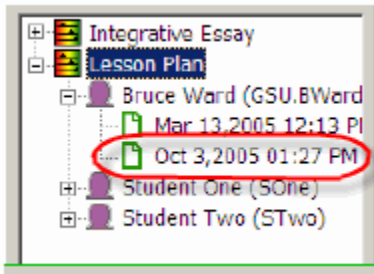 Integrative Essay
Lesson Plan
Bruce Ward (GSU.BWard
Mar 13,2005 12:13 P
Oct 3,2005 01:27 PM
Student One (SOne)
Student Two (STwo)